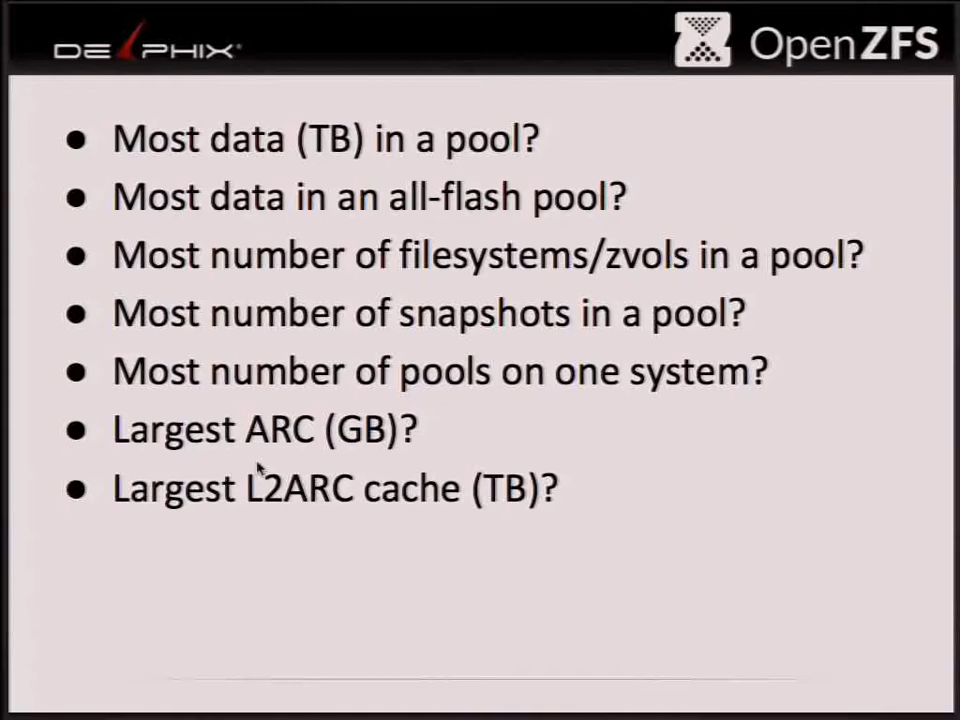 DELPHIX
OpenZFS
● Most data (TB) in a pool?
● Most data in an all-flash pool?
● Most number of filesystems/zvols in a pool?
● Most number of snapshots in a pool?
● Most number of pools on one system?
● Largest ARC (GB)?
● Largest L2ARC cache (TB)?